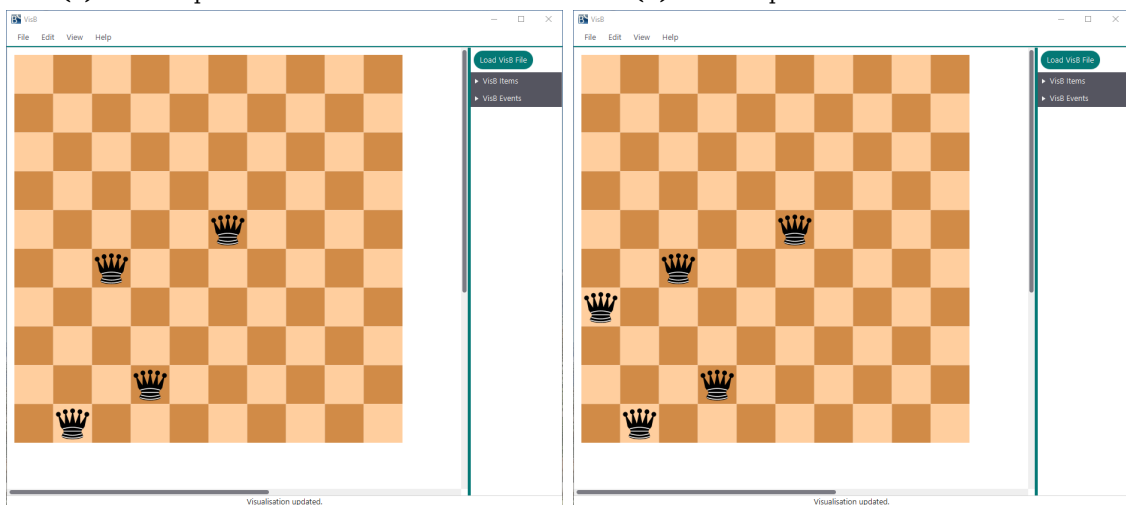 VisB
File Edit View Help
Load VisB File
VisB Items
VisB Events
Visualisation updated.
VisB
File Edit View Help
Load VisB File
VisB Items
VisB Events
Visualisation updated.